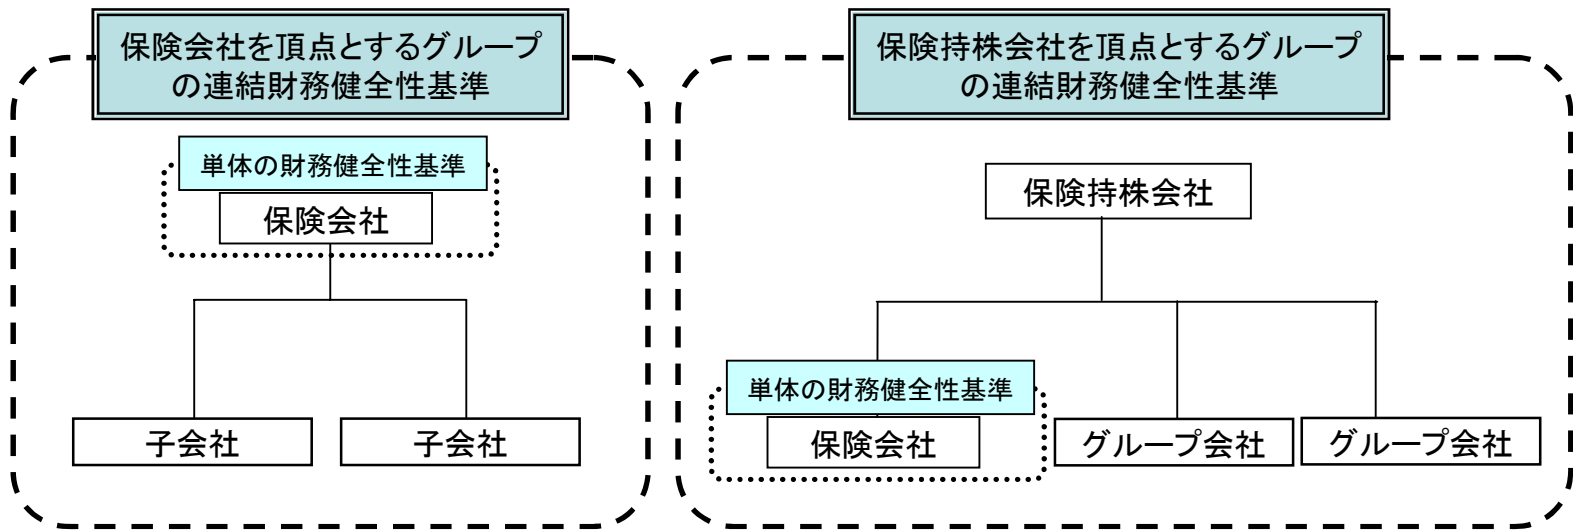 保険会社を頂点とするグループ
の連結財務健全性基準
単体の財務健全性基準
保険会社
子会社
子会社
保険持株会社を頂点とするグループ
の連結財務健全性基準
保険持株会社
単体の財務健全性基準
保険会社
グループ会社
グループ会社